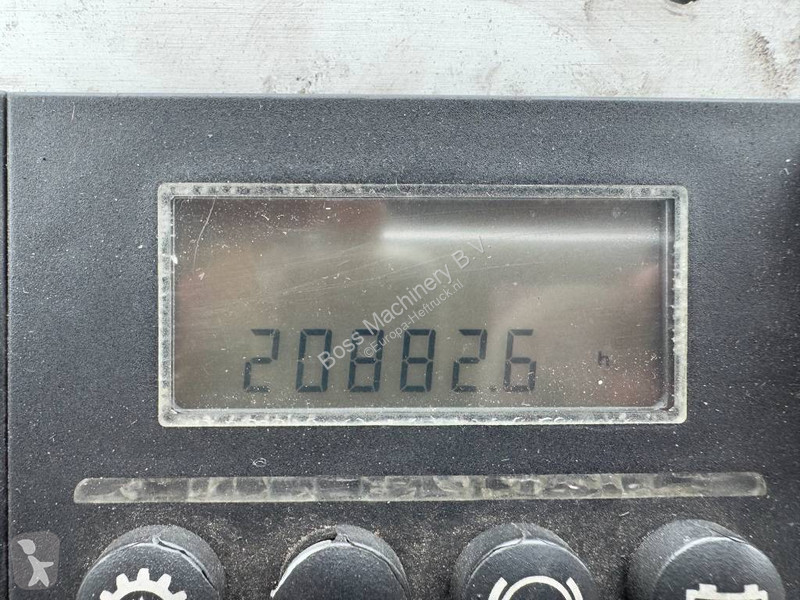 20882.6 h
Boss Machinery B.V.
©Europa-Heftruck.nl